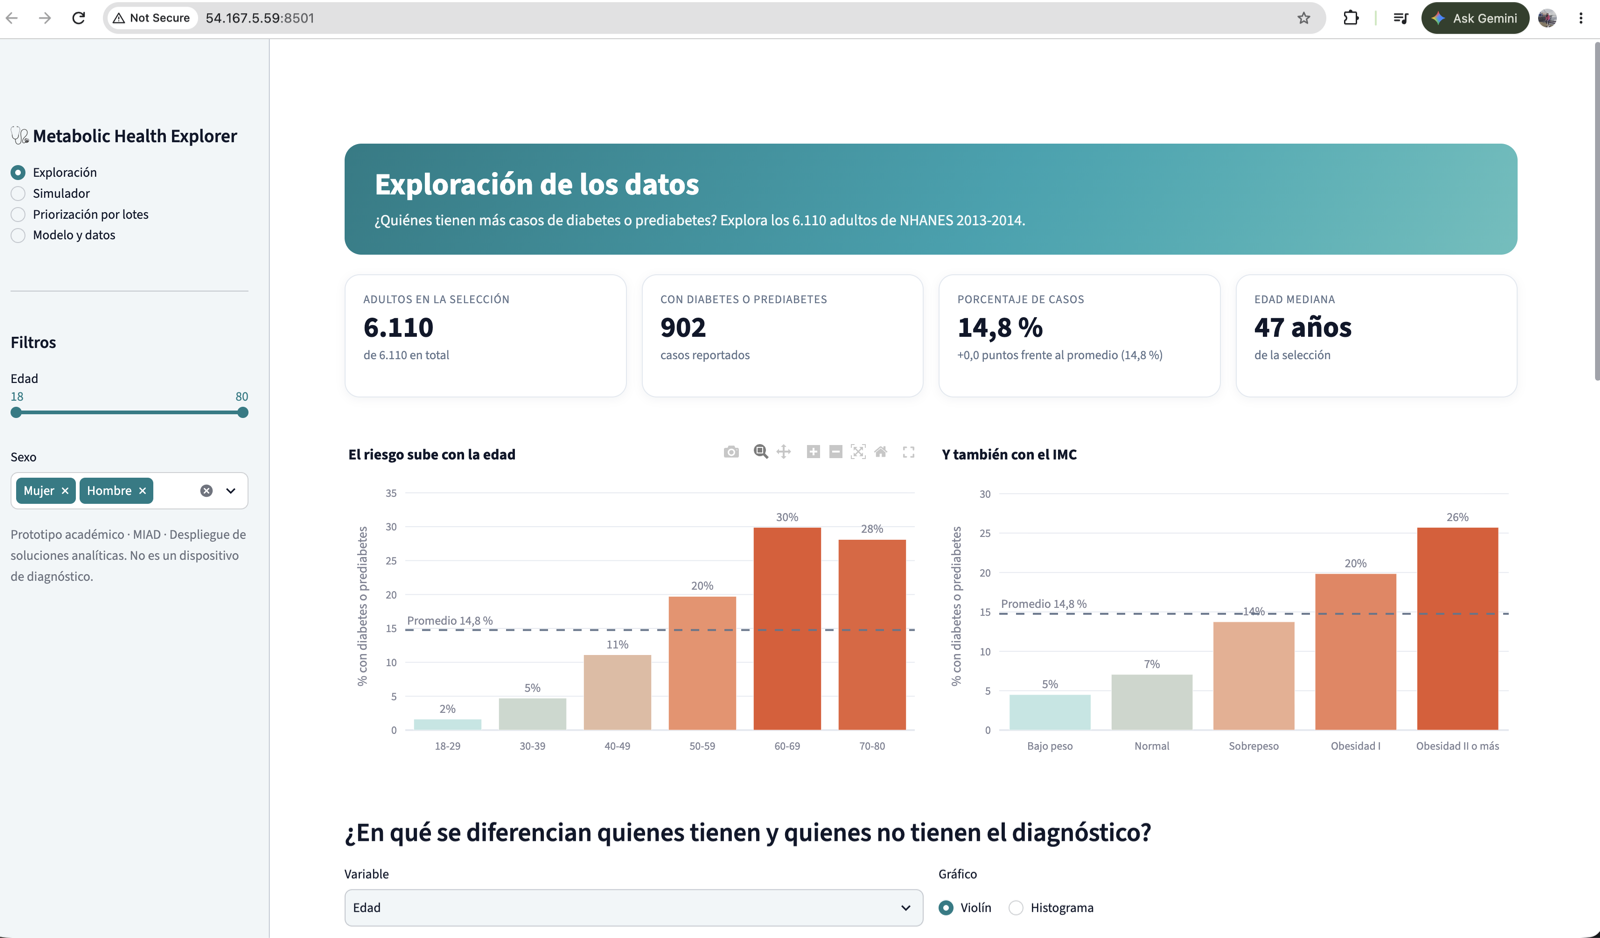 Not Secure
54.167.5.59:8501
Ask Gemini
Metabolic Health Explorer
Exploración
Simulador
Priorización por lotes
Modelo y datos
Filtros
Edad
18
80
Sexo
Mujer
Hombre
Prototipo académico · MIAD · Despliegue de
soluciones analíticas. No es un dispositivo
de diagnóstico.
Exploración de los datos
¿Quiénes tienen más casos de diabetes o prediabetes? Explora los 6.110 adultos de NHANES 2013-2014.
ADULTOS EN LA SELECCIÓN
6.110
de 6.110 en total
CON DIABETES O PREDIABETES
902
casos reportados
PORCENTAJE DE CASOS
14,8 %
+0,0 puntos frente al promedio (14,8 %)
EDAD MEDIANA
47 años
de la selección
El riesgo sube con la edad
% con diabetes o prediabetes
35
30
25
20
15
10
5
0
Promedio 14,8 %
2%
5%
11%
20%
30%
28%
18-29
30-39
40-49
50-59
60-69
70-80
Y también con el IMC
% con diabetes o prediabetes
30
25
20
15
10
5
0
Promedio 14,8 %
5%
7%
14%
20%
26%
Bajo peso
Normal
Sobrepeso
Obesidad I
Obesidad II o más
¿En qué se diferencian quienes tienen y quienes no tienen el diagnóstico?
Variable
Edad
Gráfico
Violín
Histograma